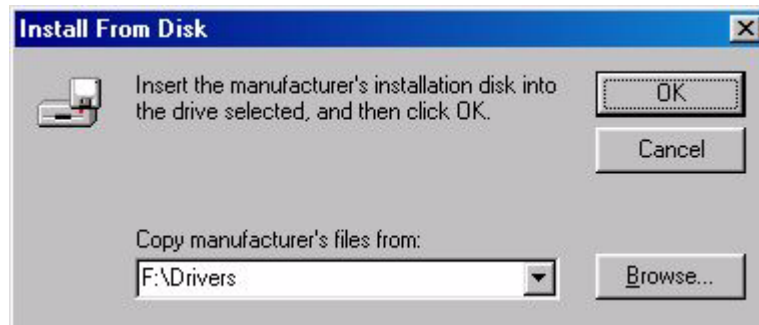 Install From Disk
Insert the manufacturer's installation disk into
the drive selected, and then click OK.
OK
Cancel
Copy manufacturer's files from:
F:\Drivers
Browse...